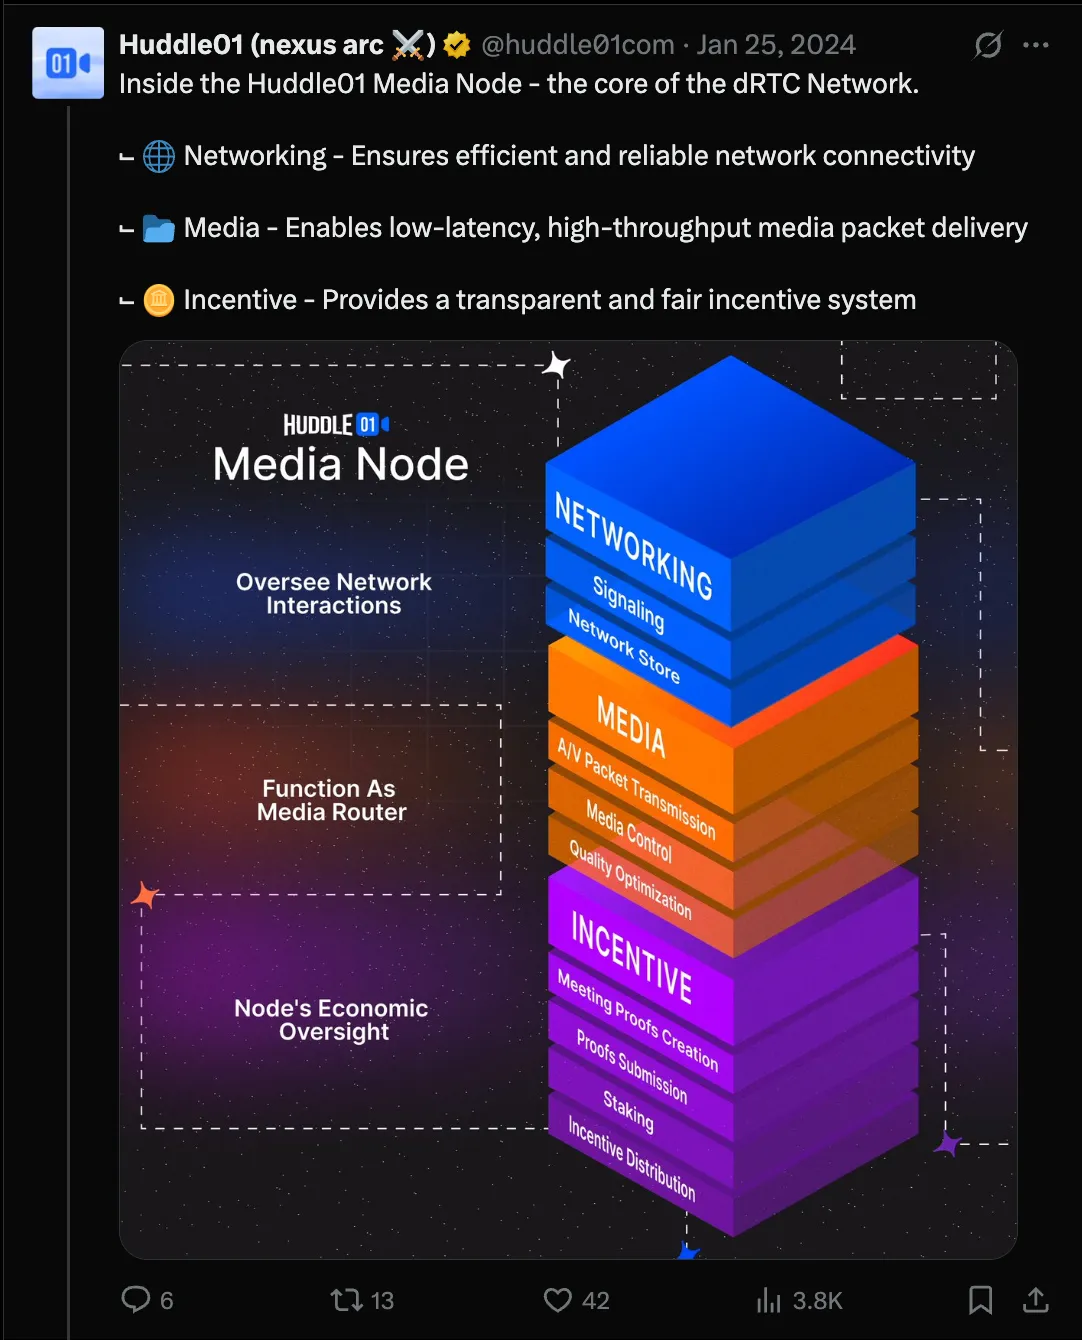 Huddle01 (nexus arc ⚔️) @huddle01com · Jan 25, 2024
Inside the Huddle01 Media Node - the core of the dRTC Network.
⌙ 🌐 Networking - Ensures efficient and reliable network connectivity
⌙ 📂 Media - Enables low-latency, high-throughput media packet delivery
⌙ 🪙 Incentive - Provides a transparent and fair incentive system
HUDDLE 01
Media Node
Oversee Network
Interactions
Function As
Media Router
Node's Economic
Oversight
NETWORKING
Signaling
Network Store
MEDIA
A/V Packet Transmission
Media Control
Quality Optimization
INCENTIVE
Meeting Proofs Creation
Proofs Submission
Staking
Incentive Distribution
6 13 42 3.8K